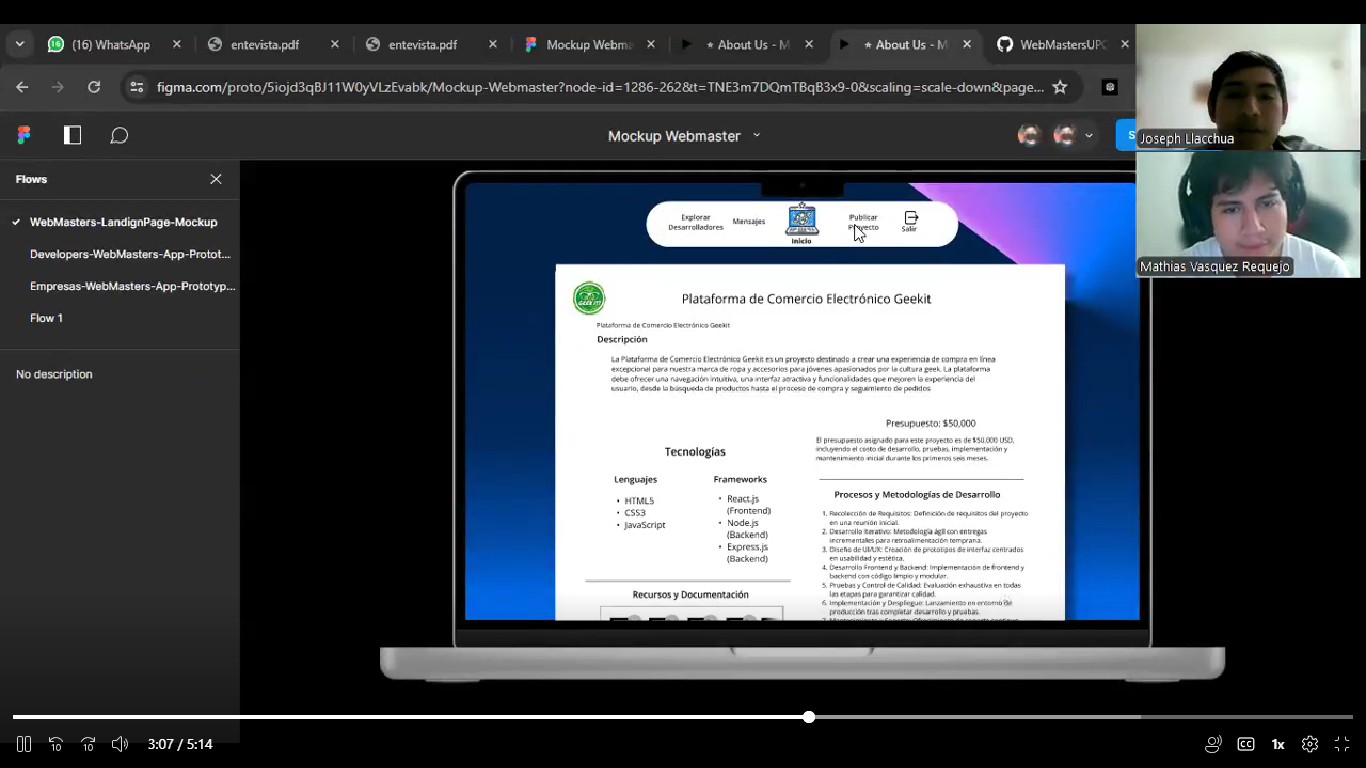 (16) WhatsApp
entevista.pdf
entevista.pdf
Mockup Webma
* About Us - M
* About Us - M
WebMastersUPC
figma.com/proto/5iojd3qBJ11W0yVLzEvabk/Mockup-Webmaster?node-id=1286-262&t=TNE3m7DQmTBqB3x9-0&scaling=scale-down&page...
Mockup Webmaster
Joseph Llacchua
Mathias Vasquez Requejo
Flows
WebMasters-LandignPage-Mockup
Developers-WebMasters-App-Protot...
Empresas-WebMasters-App-Prototyp...
Flow 1
No description
Explorar
Desarrolladores
Mensajes
Inicio
Publicar
Proyecto
Salir
Plataforma de Comercio Electrónico Geekit
Plataforma de Comercio Electrónico Geekit
Descripción
La Plataforma de Comercio Electrónico Geekit es un proyecto destinado a crear una experiencia de compra en línea
excepcional para nuestra marca de ropa y accesorios para jóvenes apasionados por la cultura geek. La plataforma
debe ofrecer una navegación intuitiva, una interfaz atractiva y funcionalidades que mejoren la experiencia del
usuario, desde la búsqueda de productos hasta el proceso de compra y seguimiento de pedidos
Tecnologías
Lenguajes
• HTML5
• CSS3
• JavaScript
Frameworks
• React.js
(Frontend)
• Node.js
(Backend)
• Express.js
(Backend)
Recursos y Documentación
Presupuesto: $50,000
El presupuesto asignado para este proyecto es de $50,000 USD,
incluyendo el costo de desarrollo, pruebas, implementación y
mantenimiento inicial durante los primeros seis meses.
Procesos y Metodologías de Desarrollo
1. Recolección de Requisitos: Definición de requisitos del proyecto
en una reunión inicial.
2. Desarrollo Iterativo: Metodología ágil con entregas
incrementales para retroalimentación temprana.
3. Diseño de UI/UX: Creación de prototipos de interfaz centrados
en usabilidad y estética.
4. Desarrollo Frontend y Backend: Implementación de frontend y
backend con código limpio y modular.
5. Pruebas y Control de Calidad: Evaluación exhaustiva en todas
las etapas para garantizar calidad.
6. Implementación y Despliegue: Lanzamiento en entorno de
producción tras completar desarrollo y pruebas.
3:07 / 5:14
10
10
CC
1x